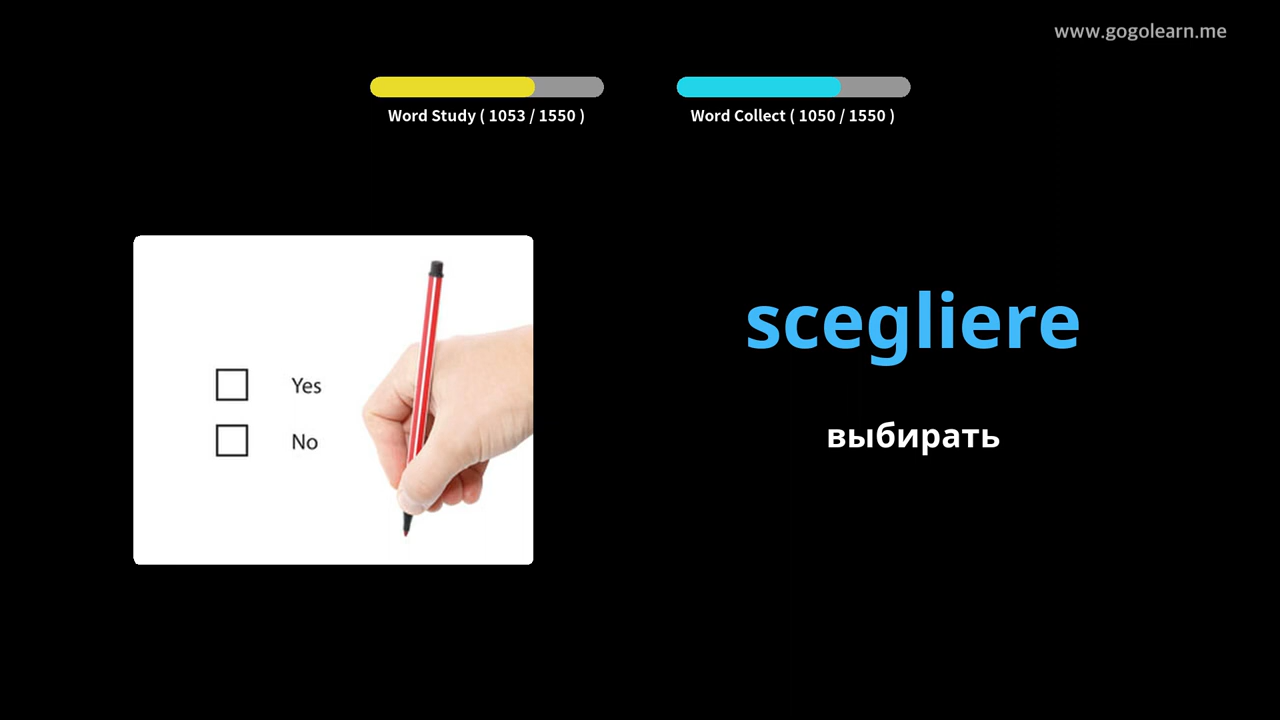 www.gogolearn.me
Word Study ( 1053 / 1550 )
Word Collect ( 1050 / 1550 )
Yes
No
scegliere
выбирать